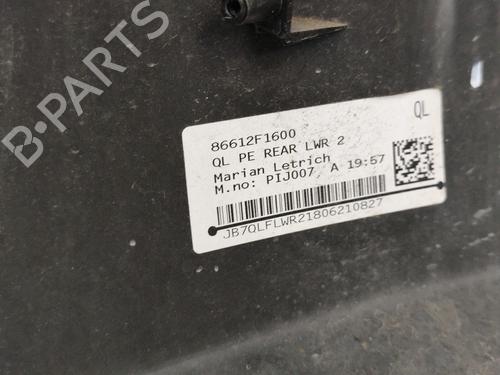 86612F1600
QL
QL PE REAR LWR 2
Marian Letrich
M.no: PIJ007 A 19:57
JB7QLFLWR21806210827
B-PARTS